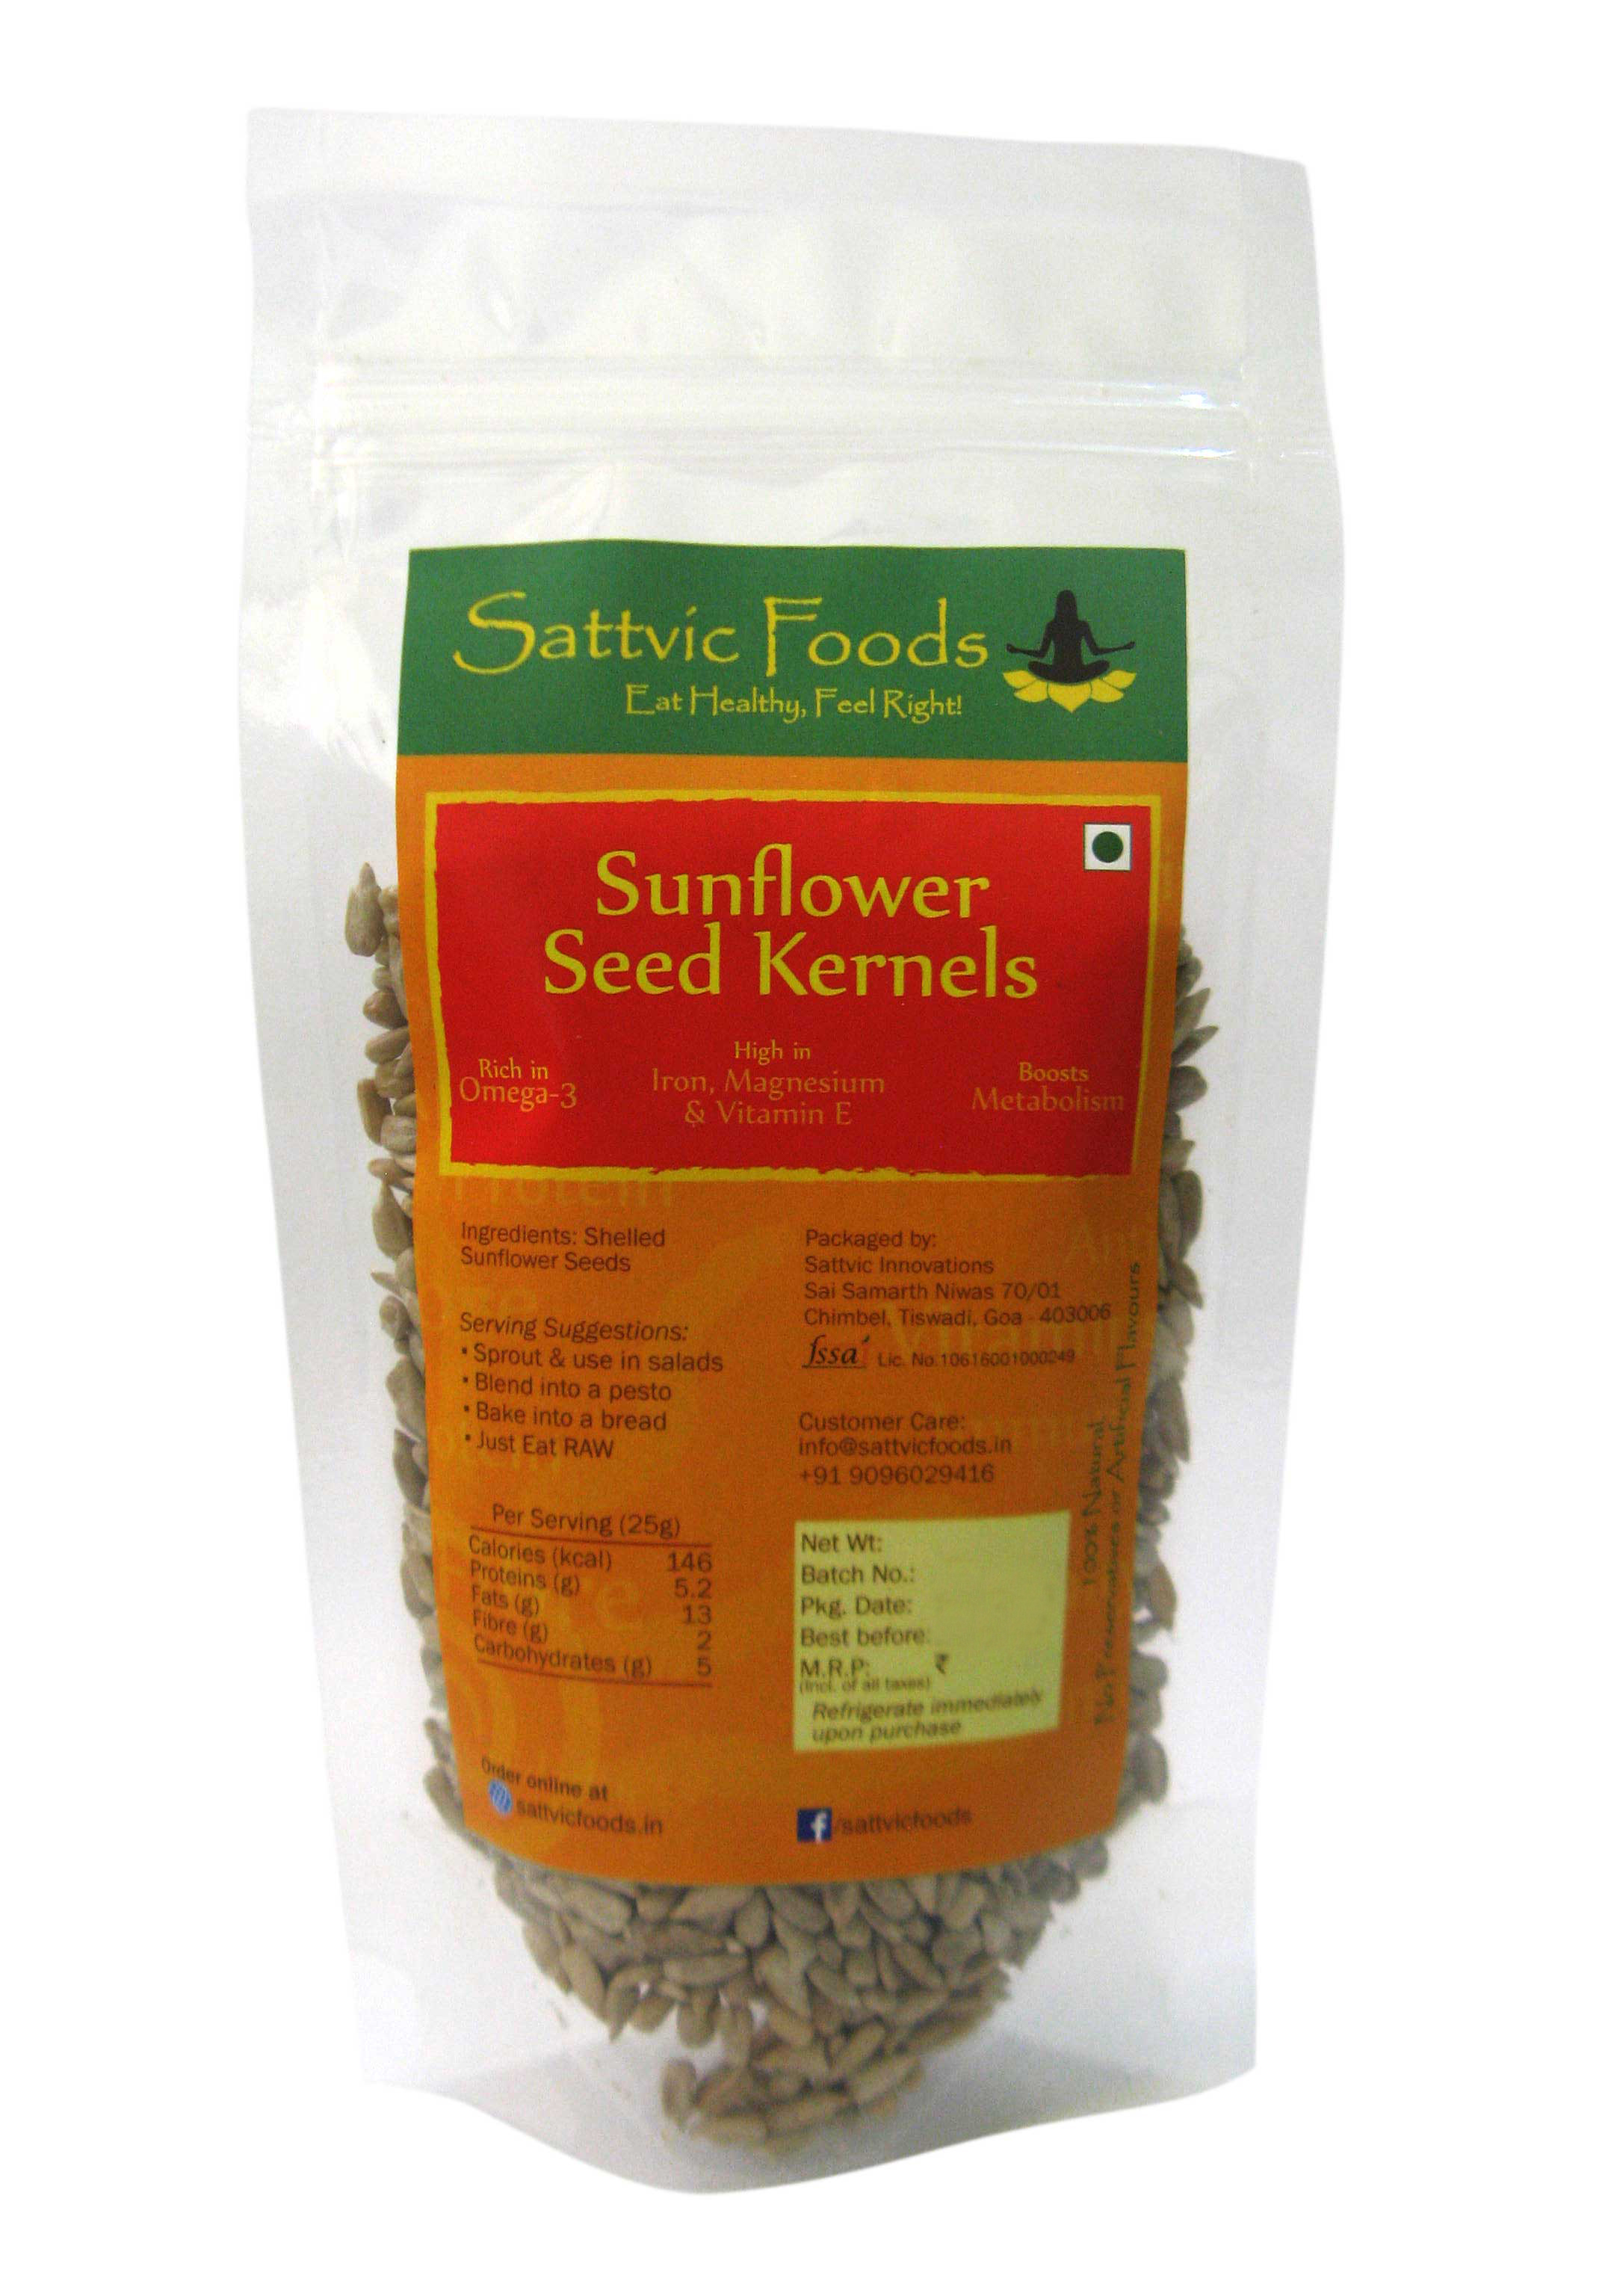 Sattvic Foods
Eat Healthy, Feel Right!
Sunflower
Seed Kernels
Rich in
Omega-3
High in
Iron, Magnesium
& Vitamin E
Boosts
Metabolism
Ingredients: Shelled
Sunflower Seeds
Serving Suggestions:
• Sprout & use in salads
• Blend into a pesto
• Bake into a bread
• Just Eat RAW
Per Serving (25g)
Calories (kcal) 146
Proteins (g) 5.2
Fats (g) 13
Fibre (g) 2
Carbohydrates (g) 5
Order online at
sattvicfoods.in
Packaged by:
Sattvic Innovations
Sai Samarth Niwas 70/01
Chimbel, Tiswadi, Goa - 403006
fssai Lic. No.10616001000249
Customer Care:
info@sattvicfoods.in
+91 9096029416
Net Wt:
Batch No.:
Pkg. Date:
Best before:
M.R.P: ₹
(Incl. of all taxes)
Refrigerate immediately
upon purchase
f /sattvicfoods
100% Natural
No Preservatives or Artificial Flavours
Protein